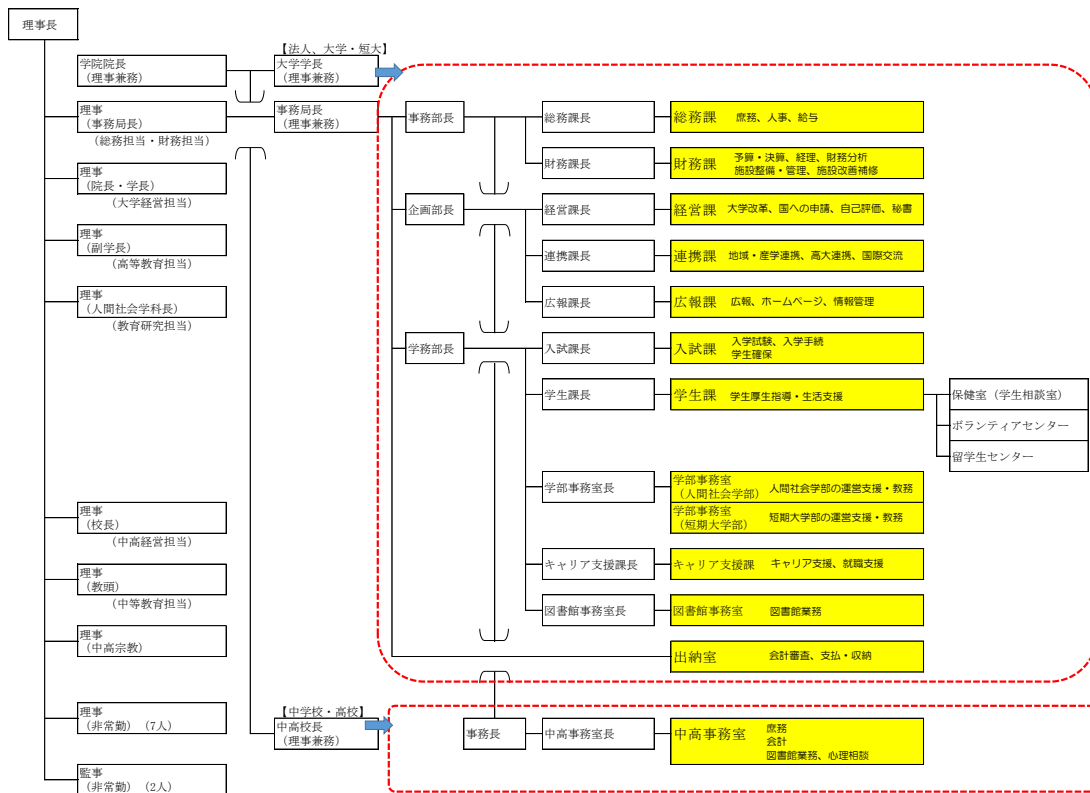 理事長
【法人、大学・短大】
学院院長
（理事兼務）
大学学長
（理事兼務）
理事
（事務局長）
（総務担当・財務担当）
事務局長
（理事兼務）
事務部長
総務課長
総務課 庶務、人事、給与
財務課長
財務課 予算・決算、経理、財務分析
施設整備・管理、施設改善補修
理事
（院長・学長）
（大学経営担当）
企画部長
経営課長
経営課 大学改革、国への申請、自己評価、秘書
理事
（副学長）
（高等教育担当）
連携課長
連携課 地域・産学連携、高大連携、国際交流
理事
（人間社会学科長）
（教育研究担当）
広報課長
広報課 広報、ホームページ、情報管理
学務部長
入試課長
入試課 入学試験、入学手続
学生確保
学生課長
学生課 学生厚生指導・生活支援
保健室（学生相談室）
ボランティアセンター
留学生センター
学部事務室長
学部事務室
（人間社会学部） 人間社会学部の運営支援・教務
学部事務室
（短期大学部） 短期大学部の運営支援・教務
理事
（校長）
（中高経営担当）
キャリア支援課長
キャリア支援課 キャリア支援、就職支援
理事
（教頭）
（中等教育担当）
図書館事務室長
図書館事務室 図書館業務
理事
（中高宗教）
出納室 会計審査、支払・収納
理事
（非常勤）（7人）
【中学校・高校】
中高校長
（理事兼務）
事務長
中高事務室長
中高事務室 庶務
会計
図書館業務、心理相談
監事
（非常勤）（2人）